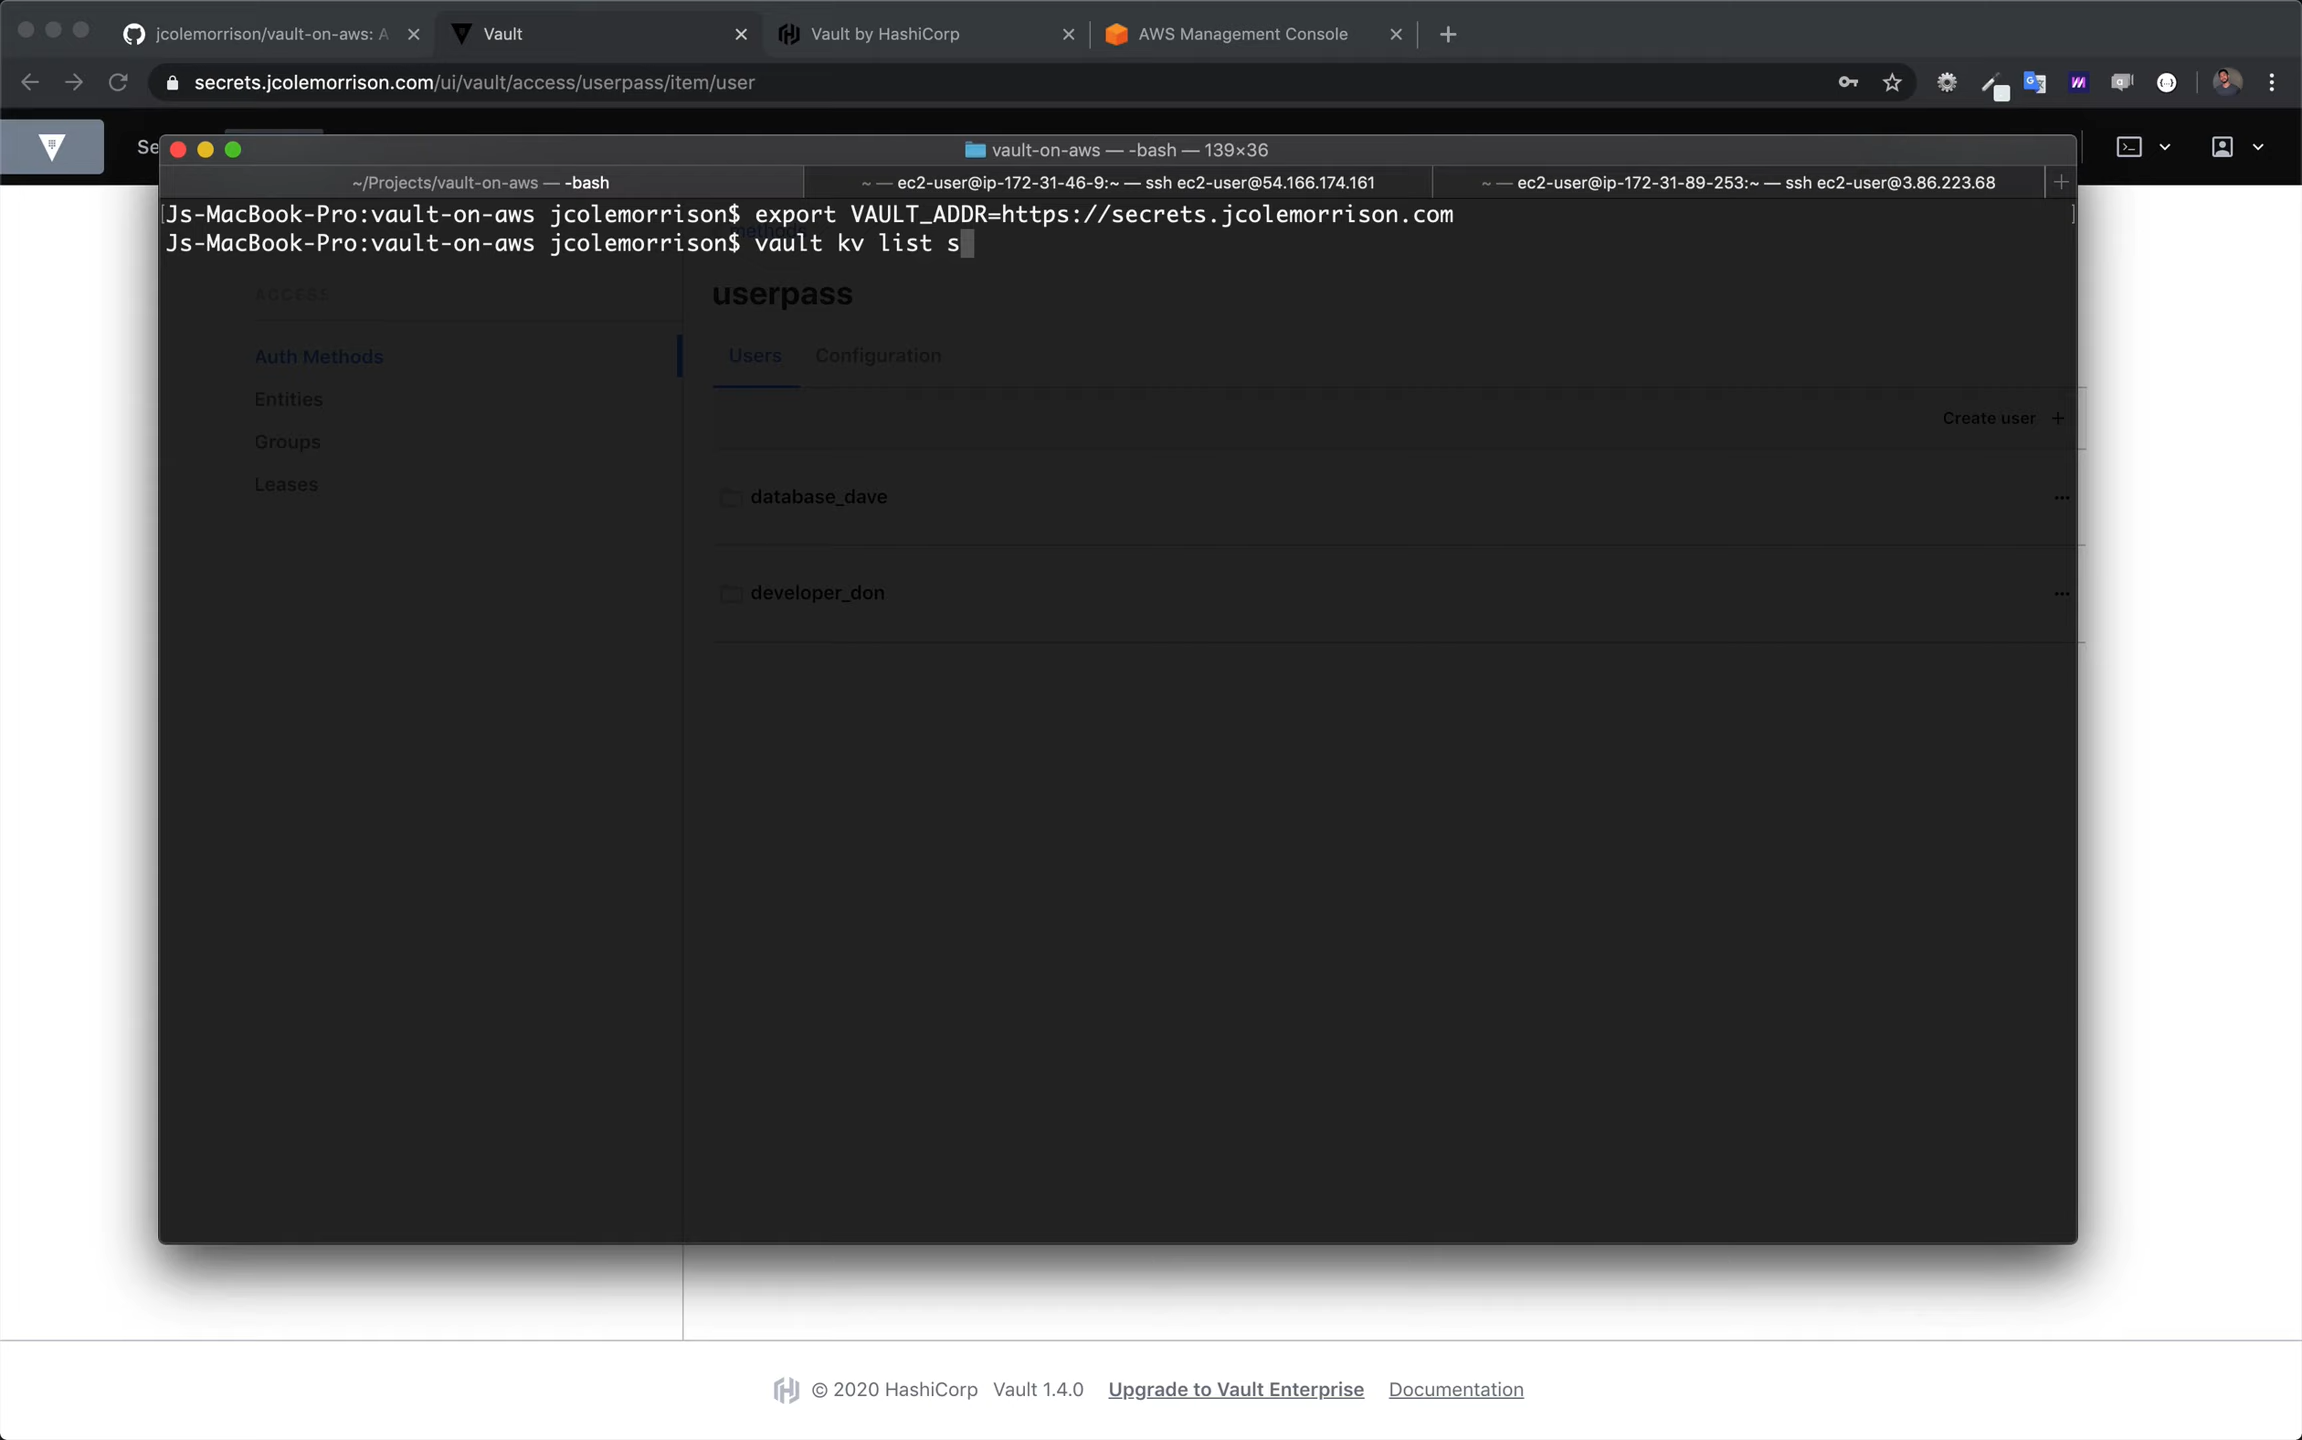 jcolemorrison/vault-on-aws: A
Vault
Vault by HashiCorp
AWS Management Console
secrets.jcolemorrison.com/ui/vault/access/userpass/item/user
Se
vault-on-aws — -bash — 139×36
~/Projects/vault-on-aws — -bash
~ — ec2-user@ip-172-31-46-9:~ — ssh ec2-user@54.166.174.161
~ — ec2-user@ip-172-31-89-253:~ — ssh ec2-user@3.86.223.68
[Js-MacBook-Pro:vault-on-aws jcolemorrison$ export VAULT_ADDR=https://secrets.jcolemorrison.com ]
Js-MacBook-Pro:vault-on-aws jcolemorrison$ vault kv list s
methods
ACCESS
Auth Methods
Entities
Groups
Leases
userpass
Users
Configuration
Create user +
database_dave
developer_don
© 2020 HashiCorp Vault 1.4.0 Upgrade to Vault Enterprise Documentation